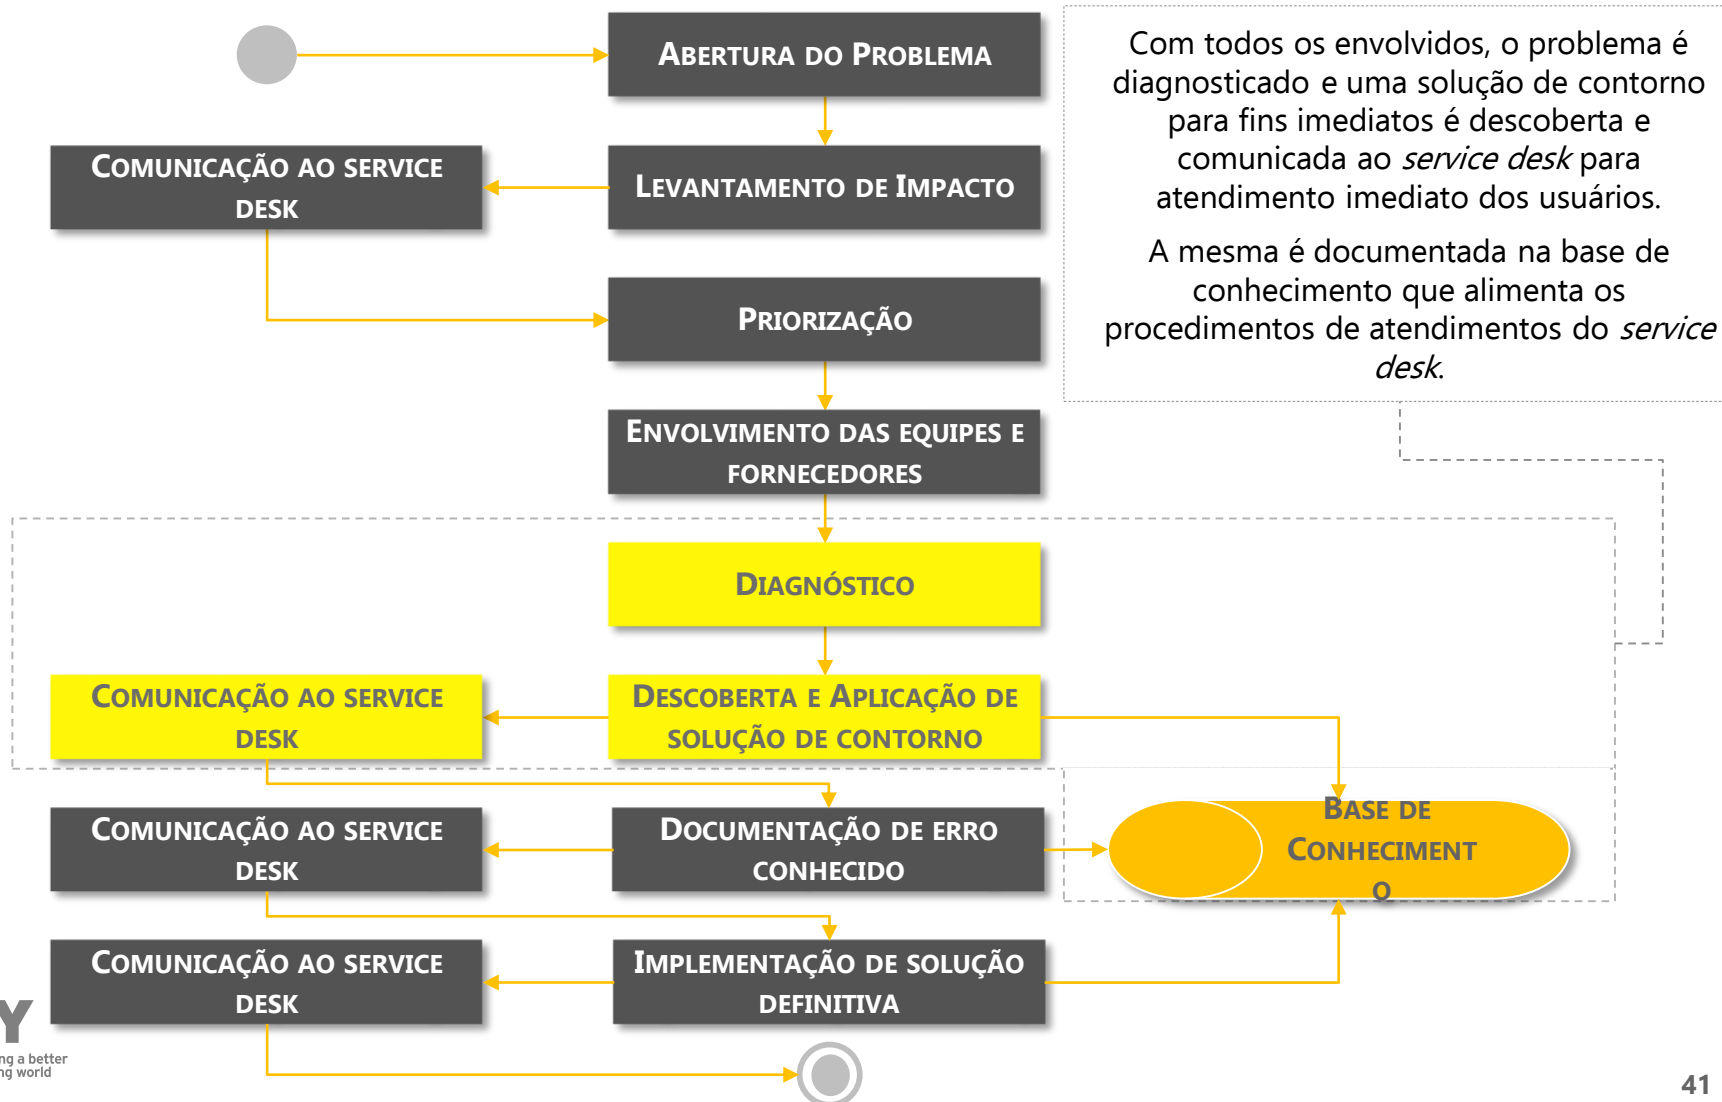 ABERTURA DO PROBLEMA
Com todos os envolvidos, o problema é
diagnosticado e uma solução de contorno
para fins imediatos é descoberta e
comunicada ao service desk para
atendimento imediato dos usuários.
A mesma é documentada na base de
conhecimento que alimenta os
procedimentos de atendimentos do service
desk.
COMUNICAÇÃO AO SERVICE
DESK
LEVANTAMENTO DE IMPACTO
PRIORIZAÇÃO
ENVOLVIMENTO DAS EQUIPES E
FORNECEDORES
DIAGNÓSTICO
COMUNICAÇÃO AO SERVICE
DESK
DESCOBERTA E APLICAÇÃO DE
SOLUÇÃO DE CONTORNO
COMUNICAÇÃO AO SERVICE
DESK
DOCUMENTAÇÃO DE ERRO
CONHECIDO
BASE DE
CONHECIMENT
O
COMUNICAÇÃO AO SERVICE
DESK
IMPLEMENTAÇÃO DE SOLUÇÃO
DEFINITIVA
Y
ng a better
ng world
41